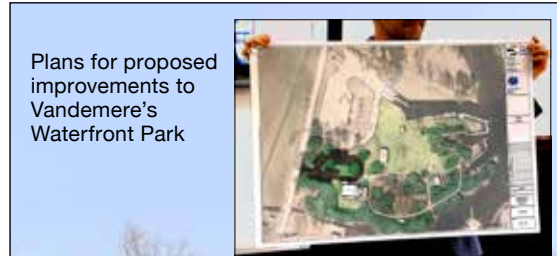 Plans for proposed
improvements to
Vandemere's
Waterfront Park